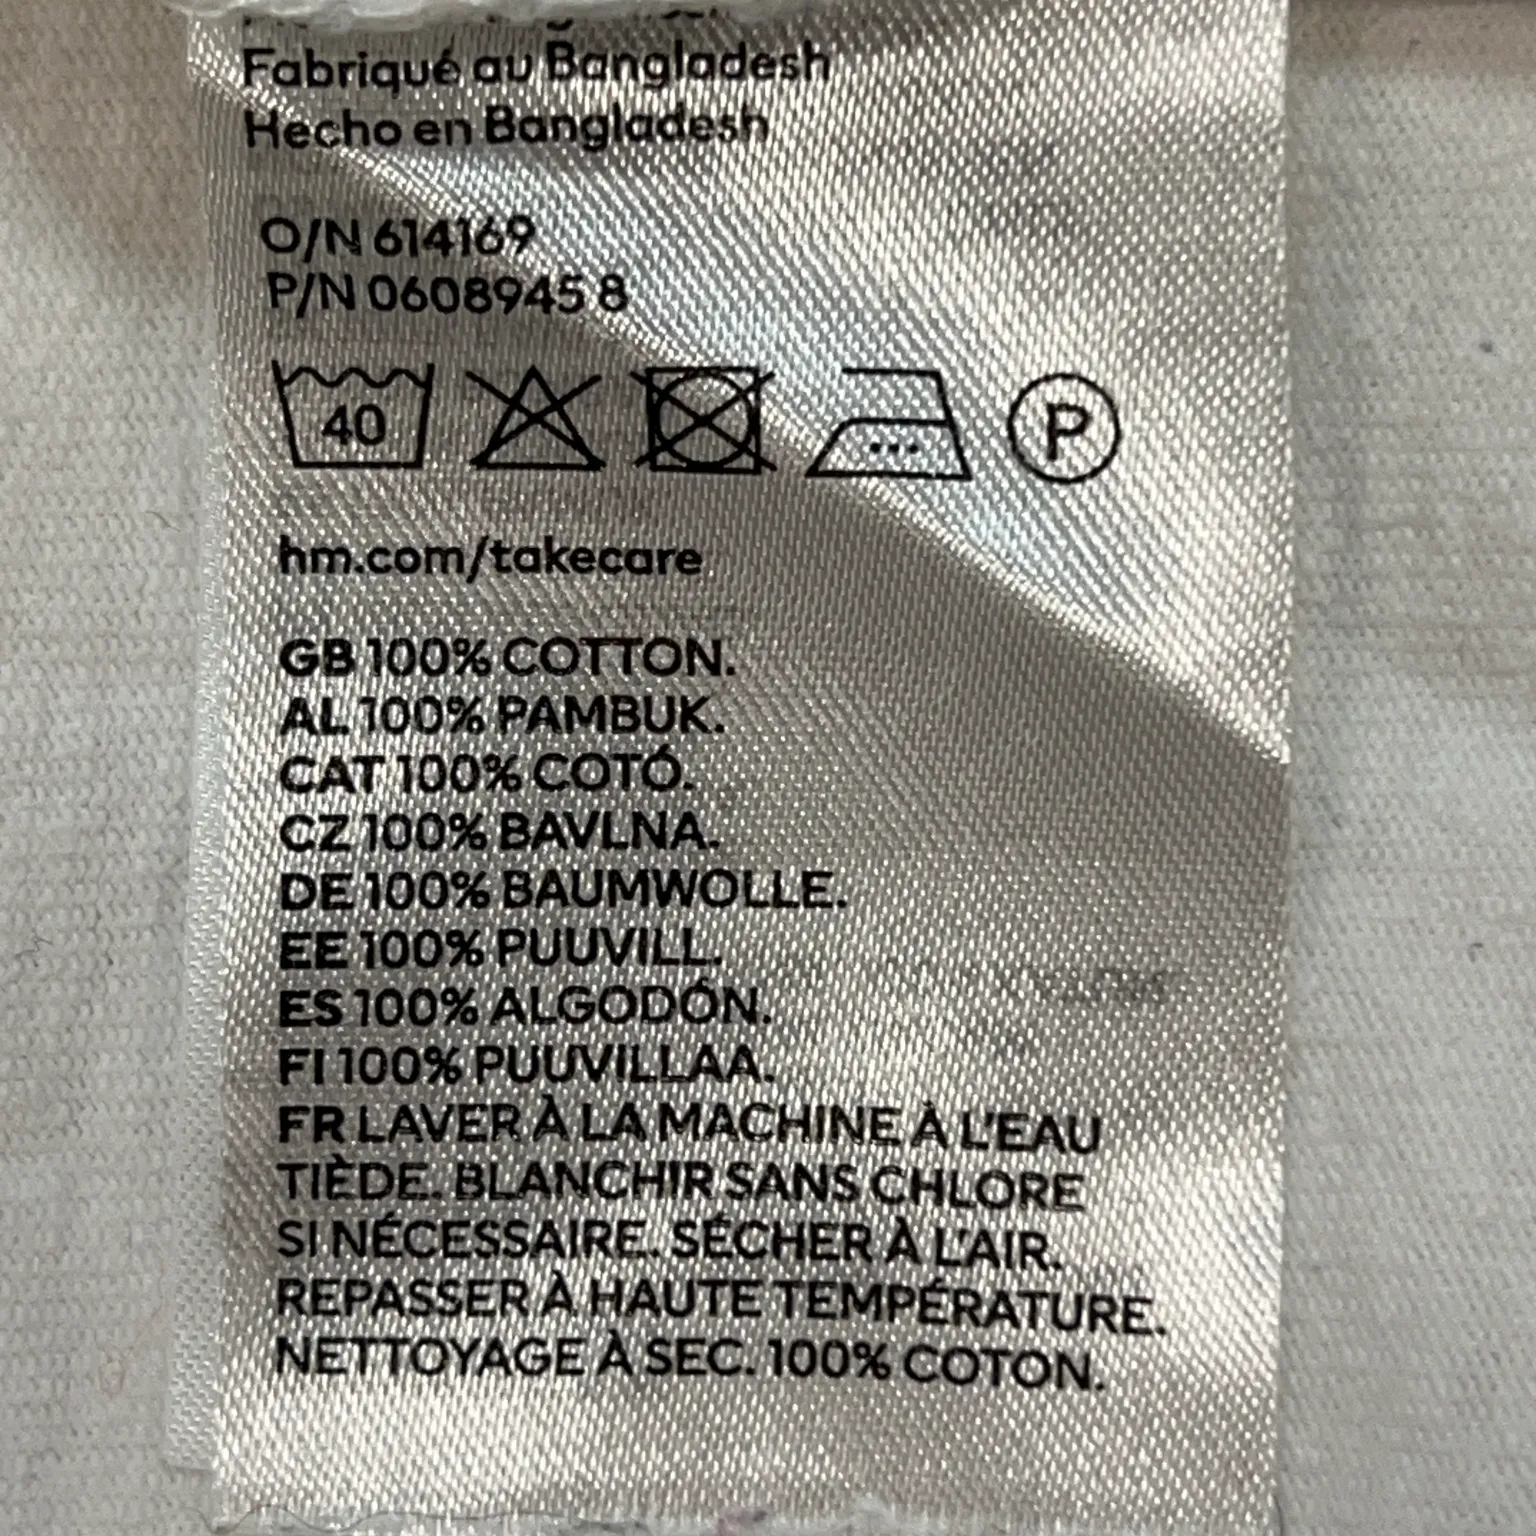 Fabriqué au Bangladesh
Hecho en Bangladesh
O/N 614169
P/N 0608945 8
40 P
hm.com/takecare
GB 100% COTTON.
AL 100% PAMBUK.
CAT 100% COTÓ.
CZ 100% BAVLNA.
DE 100% BAUMWOLLE.
EE 100% PUUVILL.
ES 100% ALGODÓN.
FI 100% PUUVILLAA.
FR LAVER À LA MACHINE À L'EAU
TIÈDE. BLANCHIR SANS CHLORE
SI NÉCESSAIRE. SÉCHER À L'AIR.
REPASSER À HAUTE TEMPÉRATURE.
NETTOYAGE À SEC. 100% COTON.